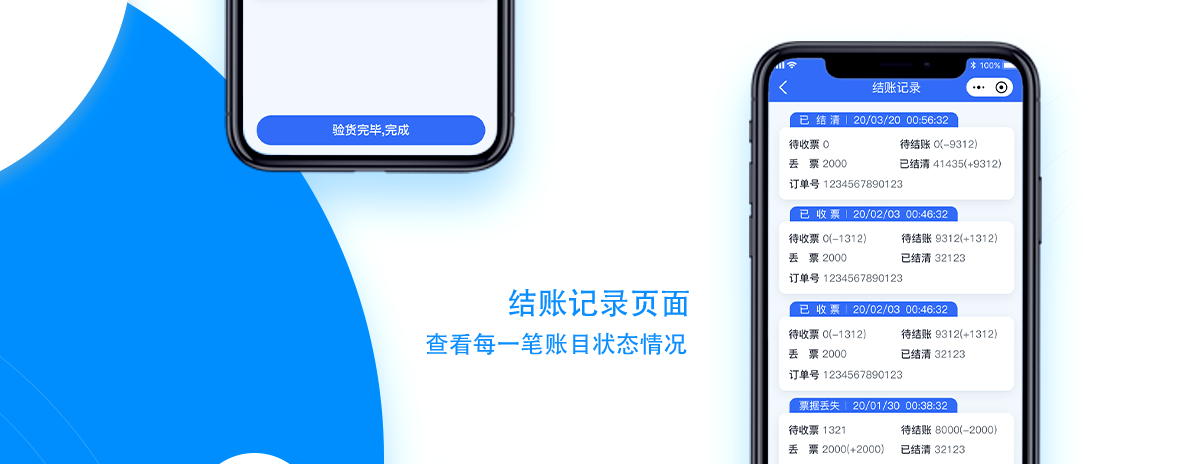 验货完毕,完成
100%
结账记录
已 结 清 | 20/03/20 00:56:32
待收票 0 待结账 0(-9312)
丢 票 2000 已结清 41435(+9312)
订单号 1234567890123
已 收 票 | 20/02/03 00:46:32
待收票 0(-1312) 待结账 9312(+1312)
丢 票 2000 已结清 32123
订单号 1234567890123
结账记录页面
查看每一笔账目状态情况
已 收 票 | 20/02/03 00:46:32
待收票 0(-1312) 待结账 9312(+1312)
丢 票 2000 已结清 32123
订单号 1234567890123
票据丢失 | 20/01/30 00:38:32
待收票 1321 待结账 8000(-2000)
丢 票 2000(+2000) 已结清 32123